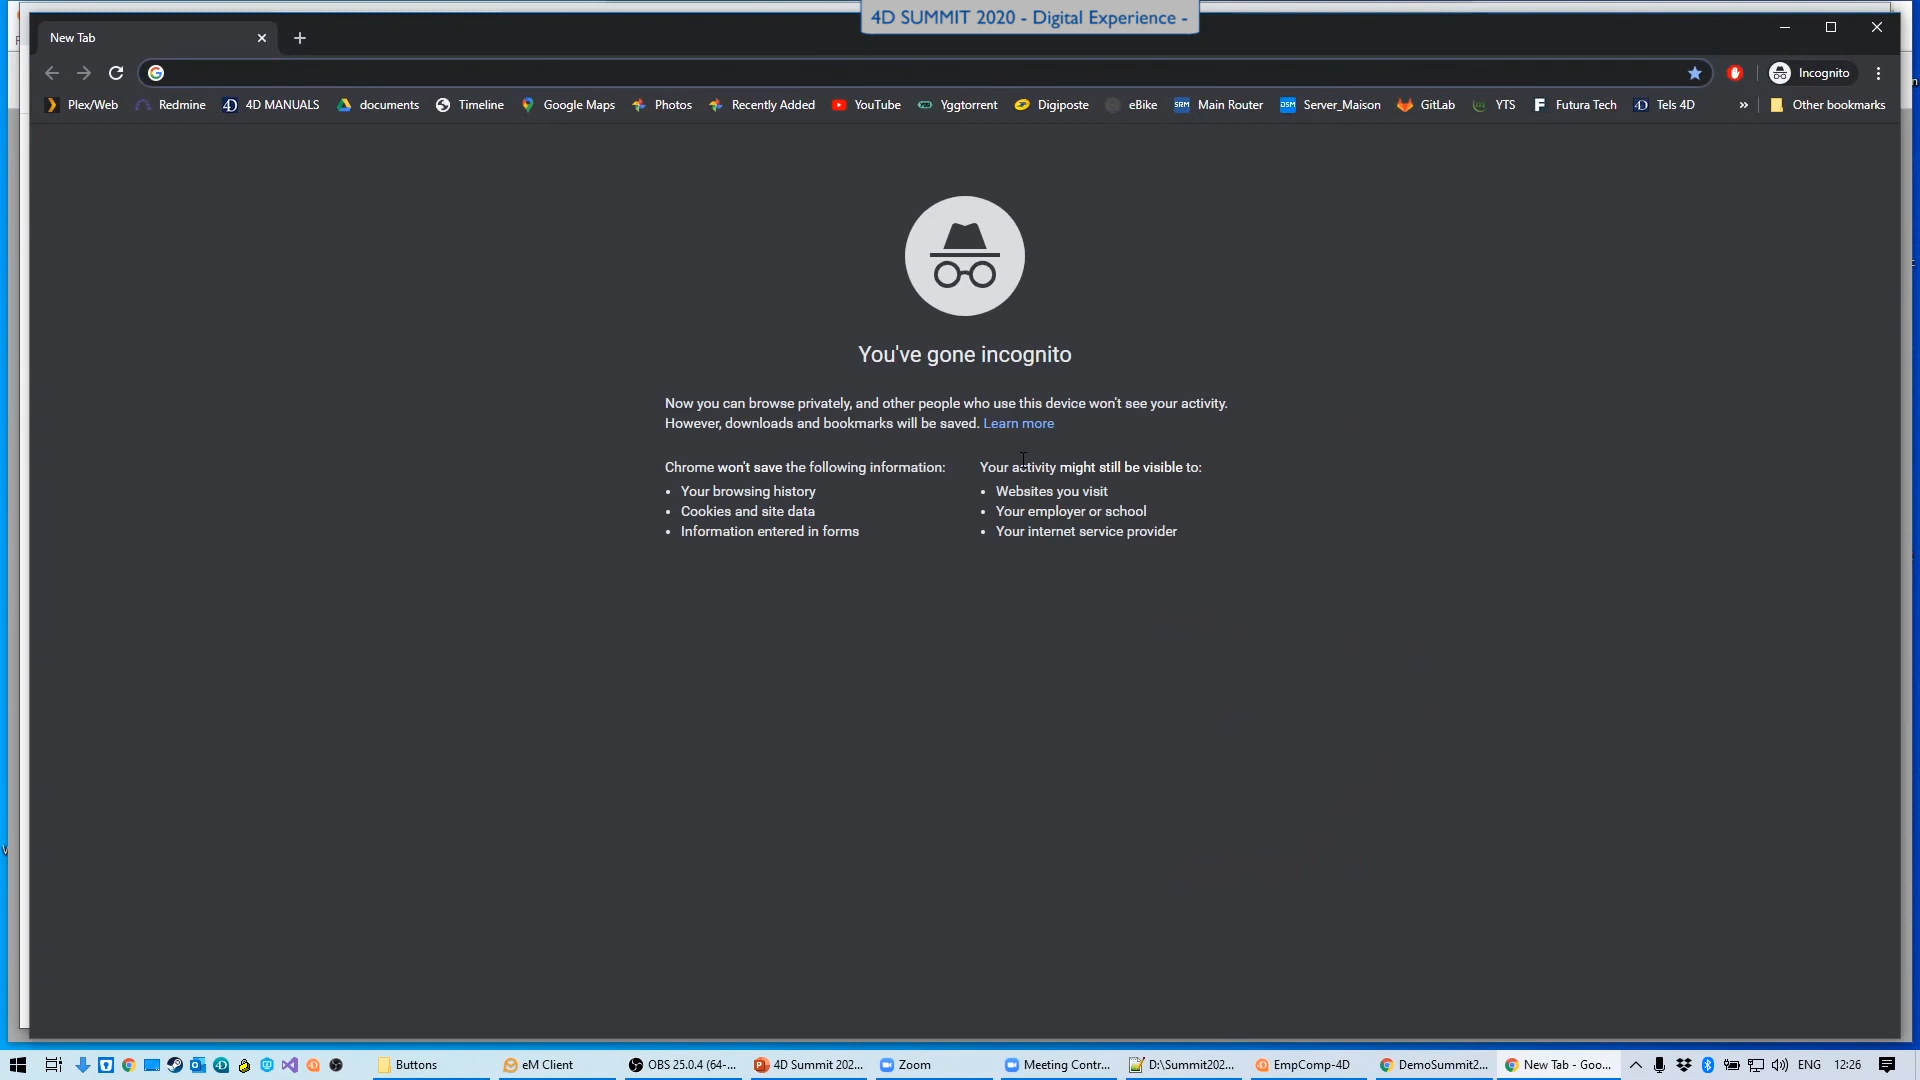 4D SUMMIT 2020 - Digital Experience -
New Tab
Incognito
Plex/Web
Redmine
4D MANUALS
documents
Timeline
Google Maps
Photos
Recently Added
YouTube
Yggtorrent
Digiposte
eBike
SRM Main Router
DSM Server_Maison
GitLab
YTS
Futura Tech
Tels 4D
»
Other bookmarks
You've gone incognito
Now you can browse privately, and other people who use this device won't see your activity.
However, downloads and bookmarks will be saved. Learn more
Chrome won't save the following information:
• Your browsing history
• Cookies and site data
• Information entered in forms
Your activity might still be visible to:
• Websites you visit
• Your employer or school
• Your internet service provider
Buttons
eM Client
OBS 25.0.4 (64-...
4D Summit 202...
Zoom
Meeting Contr...
D:\Summit202...
EmpComp-4D
DemoSummit2...
New Tab - Goo...
ENG
12:26